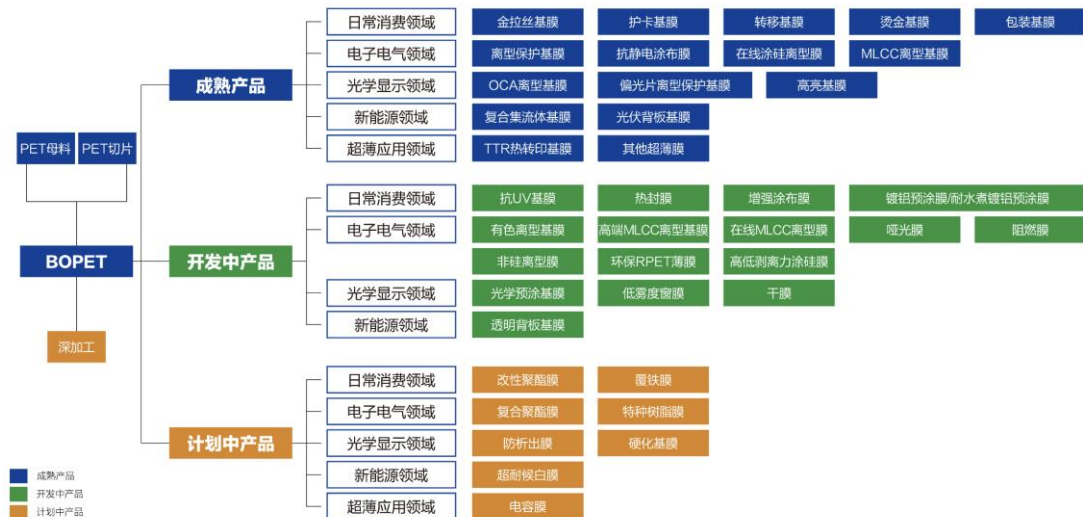 日常消费领域 金拉丝基膜 护卡基膜 转移基膜 烫金基膜 包装基膜
电子电气领域 离型保护基膜 抗静电涂布膜 在线涂硅离型膜 MLCC离型基膜
成熟产品 光学显示领域 OCA离型基膜 偏光片离型保护基膜 高亮基膜
新能源领域 复合集流体基膜 光伏背板基膜
PET母料 PET切片 超薄应用领域 TTR热转印基膜 其他超薄膜
日常消费领域 抗UV基膜 热封膜 增强涂布膜 镀铝预涂膜/耐水煮镀铝预涂膜
电子电气领域 有色离型基膜 高端MLCC离型基膜 在线MLCC离型膜 哑光膜 阻燃膜
BOPET 开发中产品 非硅离型膜 环保RPET薄膜 高低剥离力涂硅膜
光学显示领域 光学预涂基膜 低雾度窗膜 干膜
新能源领域 透明背板基膜
深加工
日常消费领域 改性聚酯膜 覆铁膜
电子电气领域 复合聚酯膜 特种树脂膜
计划中产品 光学显示领域 防析出膜 硬化基膜
新能源领域 超耐候白膜
超薄应用领域 电容膜
成熟产品
开发中产品
计划中产品